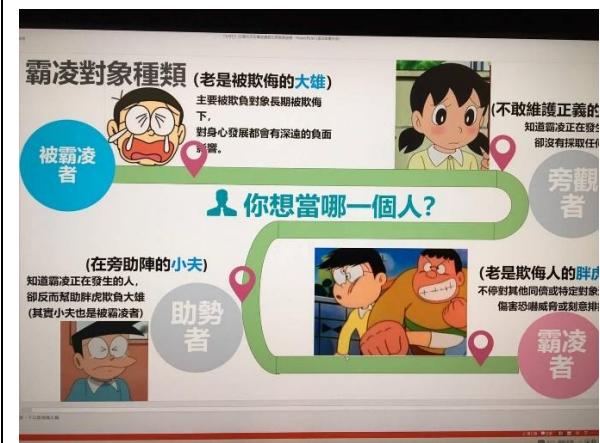 霸凌對象種類 (老是被欺侮的大雄)
主要被欺負對象長期被欺侮
下，
對身心發展都會有深遠的負面
影響。
被霸凌
者
(不敢維護正義的
知道霸凌正在發生
卻沒有採取任何
旁觀
者
你想當哪一個人?
(在旁助陣的小夫)
知道霸凌正在發生的人，
卻反而幫助胖虎欺負大雄
(其實小夫也是被霸凌者)
助勢
者
(老是欺侮人的胖虎
不停對其他同儕或特定對象
傷害恐嚇威脅或刻意排
霸凌
者